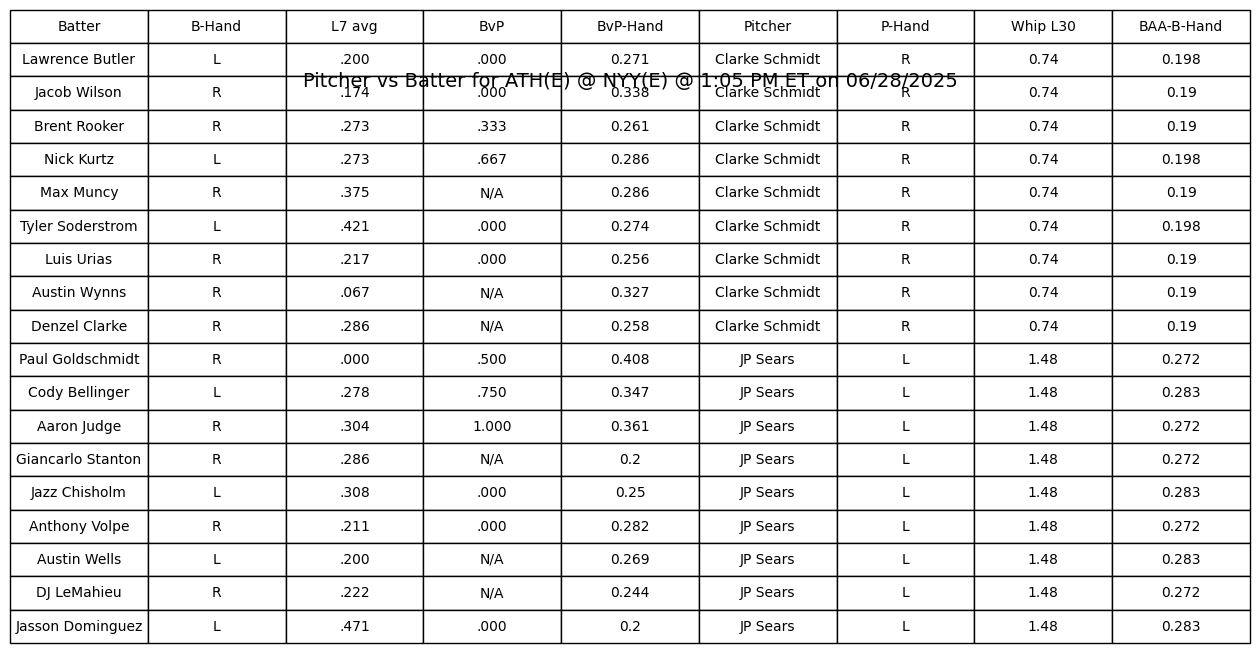 Batter B-Hand L7 avg BvP BvP-Hand Pitcher P-Hand Whip L30 BAA-B-Hand
Lawrence Butler L .200 .000 0.271 Clarke Schmidt R 0.74 0.198
Pitcher vs Batter for ATH(E) @ NYY(E) @ 1:05 PM ET on 06/28/2025
Jacob Wilson R .174 .000 0.338 Clarke Schmidt R 0.74 0.19
Brent Rooker R .273 .333 0.261 Clarke Schmidt R 0.74 0.19
Nick Kurtz L .273 .667 0.286 Clarke Schmidt R 0.74 0.198
Max Muncy R .375 N/A 0.286 Clarke Schmidt R 0.74 0.19
Tyler Soderstrom L .421 .000 0.274 Clarke Schmidt R 0.74 0.198
Luis Urias R .217 .000 0.256 Clarke Schmidt R 0.74 0.19
Austin Wynns R .067 N/A 0.327 Clarke Schmidt R 0.74 0.19
Denzel Clarke R .286 N/A 0.258 Clarke Schmidt R 0.74 0.19
Paul Goldschmidt R .000 .500 0.408 JP Sears L 1.48 0.272
Cody Bellinger L .278 .750 0.347 JP Sears L 1.48 0.283
Aaron Judge R .304 1.000 0.361 JP Sears L 1.48 0.272
Giancarlo Stanton R .286 N/A 0.2 JP Sears L 1.48 0.272
Jazz Chisholm L .308 .000 0.25 JP Sears L 1.48 0.283
Anthony Volpe R .211 .000 0.282 JP Sears L 1.48 0.272
Austin Wells L .200 N/A 0.269 JP Sears L 1.48 0.283
DJ LeMahieu R .222 N/A 0.244 JP Sears L 1.48 0.272
Jasson Dominguez L .471 .000 0.2 JP Sears L 1.48 0.283